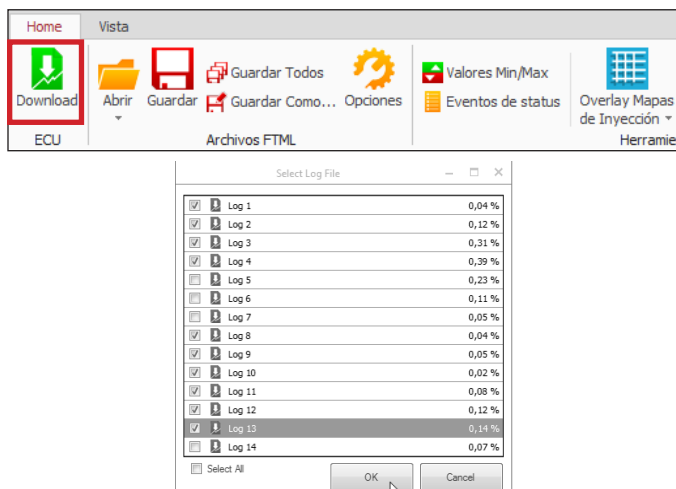 Home Vista
Download Abrir Guardar Guardar Todos Guardar Como... Opciones Valores Min/Max Eventos de status Overlay Mapas de Inyección
ECU Archivos FTML Herramie
Select Log File
Log 1 0,04 %
Log 2 0,12 %
Log 3 0,31 %
Log 4 0,39 %
Log 5 0,23 %
Log 6 0,11 %
Log 7 0,05 %
Log 8 0,04 %
Log 9 0,05 %
Log 10 0,02 %
Log 11 0,08 %
Log 12 0,12 %
Log 13 0,14 %
Log 14 0,07 %
Select All OK Cancel